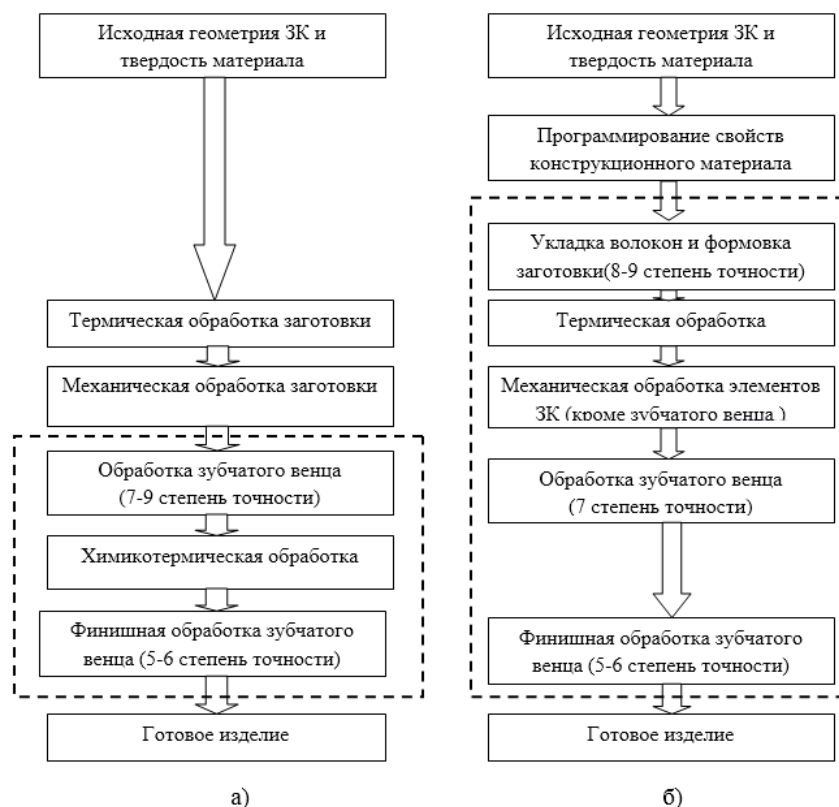 Исходная геометрия ЗК и
твердость материала
Термическая обработка заготовки
Механическая обработка заготовки
Обработка зубчатого венца
(7-9 степень точности)
Химикотермическая обработка
Финишная обработка зубчатого
венца (5-6 степень точности)
Готовое изделие
а)
Исходная геометрия ЗК и
твердость материала
Программирование свойств
конструкционного материала
Укладка волокон и формовка
заготовки(8-9 степень точности)
Термическая обработка
Механическая обработка элементов
ЗК (кроме зубчатого венца )
Обработка зубчатого венца
(7 степень точности)
Финишная обработка зубчатого
венца (5-6 степень точности)
Готовое изделие
б)